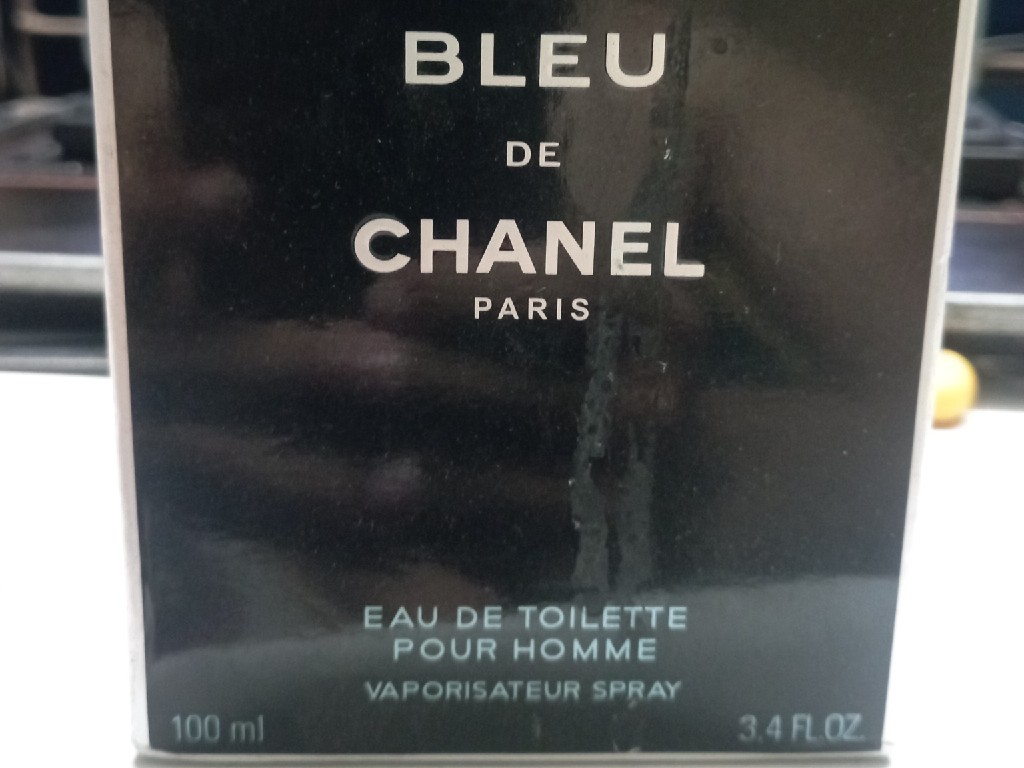 BLEU
DE
CHANEL
PARIS
EAU DE TOILETTE
POUR HOMME
VAPORISATEUR SPRAY
100 ml
3.4 FL.OZ.